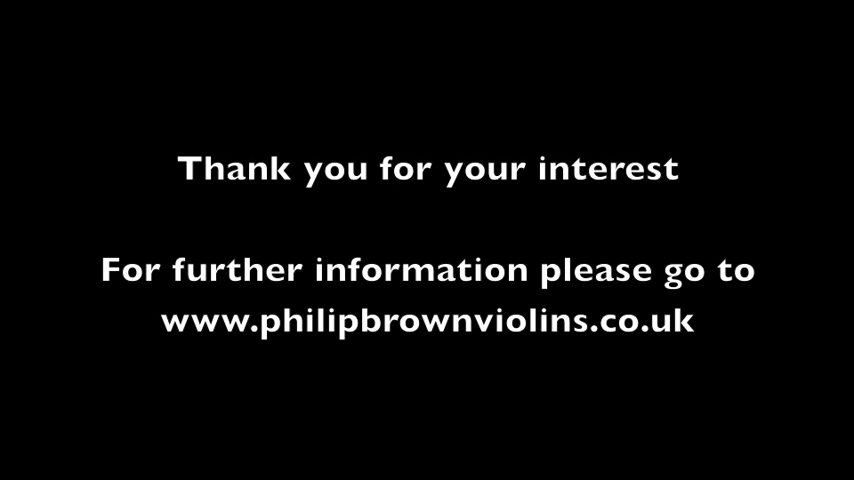 Thank you for your interest
For further information please go to
www.philipbrownviolins.co.uk